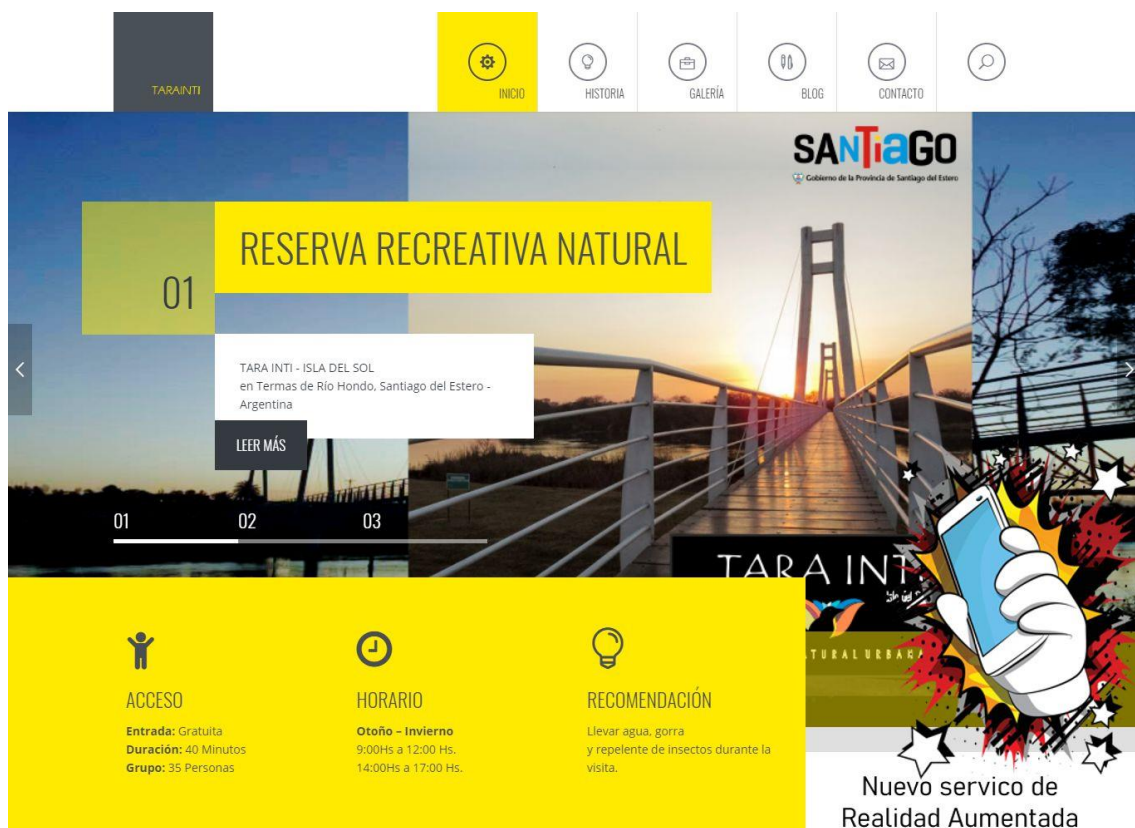 TARAINTI
INICIO
HISTORIA
GALERÍA
BLOG
CONTACTO
SANTIAGO
Gobierno de la Provincia de Santiago del Estero
RESERVA RECREATIVA NATURAL
01
TARA INTI - ISLA DEL SOL
en Termas de Río Hondo, Santiago del Estero -
Argentina
LEER MÁS
01
02
03
TARA INT
ACCESO
Entrada: Gratuita
Duración: 40 Minutos
Grupo: 35 Personas
HORARIO
Otoño – Invierno
9:00Hs a 12:00 Hs.
14:00Hs a 17:00 Hs.
RECOMENDACIÓN
Llevar agua, gorra
y repelente de insectos durante la
visita.
Nuevo servico de
Realidad Aumentada